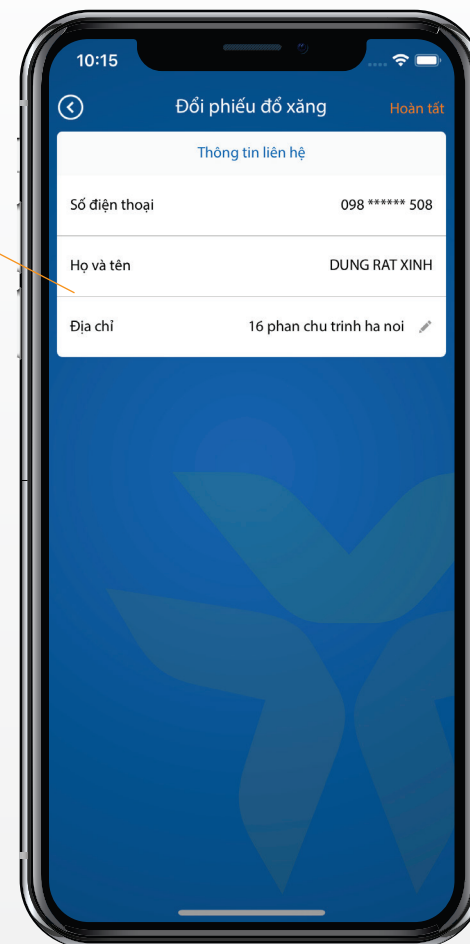 10:15
Đổi phiếu đổ xăng Hoàn tất
Thông tin liên hệ
Số điện thoại 098 ****** 508
Họ và tên DUNG RAT XINH
Địa chỉ 16 phan chu trinh ha noi